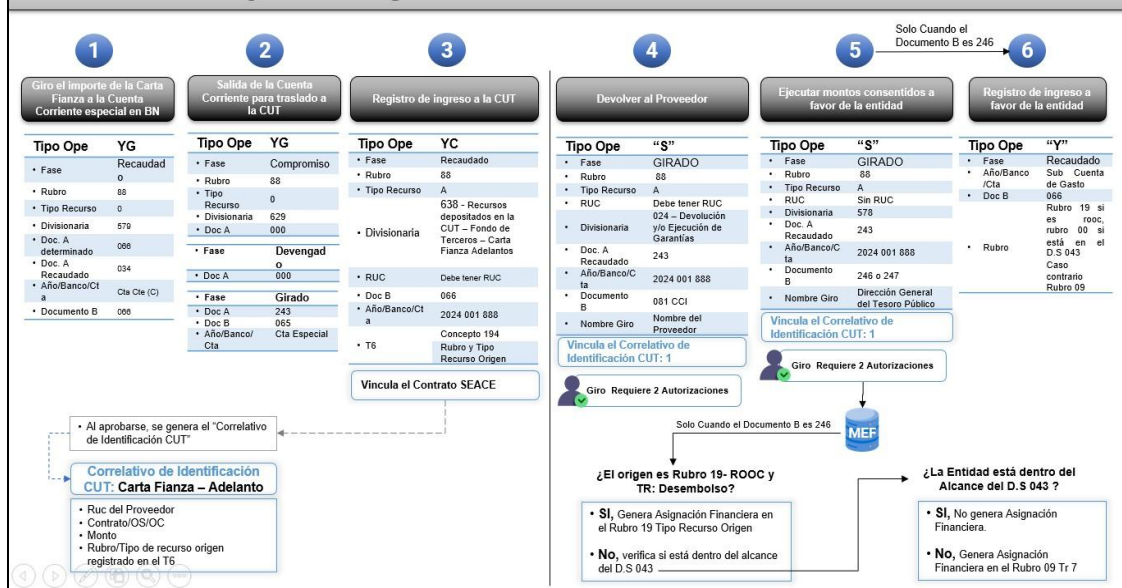 Solo Cuando el
Documento B es 246
1
2
3
4
5
6
Giro el importe de la Carta
Fianza a la Cuenta
Corriente especial en BN
Tipo Ope YG
• Fase Recaudad
o
• Rubro 88
• Tipo Recurso 0
• Divisionaria 579
• Doc. A
determinado 066
• Doc. A
Recaudado 034
• Año/Banco/Ct
a Cta Cte (C)
• Documento B 066
Salida de la Cuenta
Corriente para traslado a
la CUT
Tipo Ope YG
• Fase Compromiso
• Rubro 88
• Tipo
Recurso 0
• Divisionaria 629
• Doc A 000
• Fase Devengad
o
• Doc A 000
• Fase Girado
• Doc A 243
• Doc B 065
• Año/Banco/
Cta Cta Especial
Registro de ingreso a la CUT
Tipo Ope YC
• Fase Recaudado
• Rubro 88
• Tipo Recurso A
• Divisionaria 638 - Recursos
depositados en la
CUT – Fondo de
Terceros – Carta
Fianza Adelantos
• RUC Debe tener RUC
• Doc B 066
• Año/Banco/Ct
a 2024 001 888
• T6 Concepto 194
Rubro y Tipo
Recurso Origen
Vincula el Contrato SEACE
• Al aprobarse, se genera el “Correlativo
de Identificación CUT”
Correlativo de Identificación
CUT: Carta Fianza – Adelanto
• Ruc del Proveedor
• Contrato/OS/OC
• Monto
• Rubro/Tipo de recurso origen
registrado en el T6
Devolver al Proveedor
Tipo Ope “S”
• Fase GIRADO
• Rubro 88
• Tipo Recurso A
• RUC Debe tener RUC
• Divisionaria 024 – Devolución
y/o Ejecución de
Garantías
• Doc. A
Recaudado 243
• Año/Banco/C
ta 2024 001 888
• Documento
B 081 CCI
• Nombre Giro Nombre del
Proveedor
Vincula el Correlativo de
Identificación CUT: 1
Giro Requiere 2 Autorizaciones
Ejecutar montos consentidos a
favor de la entidad
Tipo Ope “S”
• Fase GIRADO
• Rubro 88
• Tipo Recurso A
• RUC Sin RUC
• Divisionaria 578
• Doc. A
Recaudado 243
• Año/Banco/C
ta 2024 001 888
• Documento
B 246 o 247
• Nombre Giro Dirección General
del Tesoro Público
Vincula el Correlativo de
Identificación CUT: 1
Giro Requiere 2 Autorizaciones
Registro de ingreso a
favor de la entidad
Tipo Ope “Y”
• Fase Recaudado
• Año/Banco
/Cta Sub Cuenta
de Gasto
• Doc B 066
• Rubro Rubro 19 si
es rooc,
rubro 00 si
está en el
D.S 043
Caso
contrario
Rubro 09
MEF
Solo Cuando el Documento B es 246
¿El origen es Rubro 19- ROOC y
TR: Desembolso?
• SI, Genera Asignación Financiera en
el Rubro 19 Tipo Recurso Origen
• No, verifica si está dentro del alcance
del D.S 043
¿La Entidad está dentro del
Alcance del D.S 043 ?
• SI, No genera Asignación
Financiera.
• No, Genera Asignación
Financiera en el Rubro 09 Tr 7